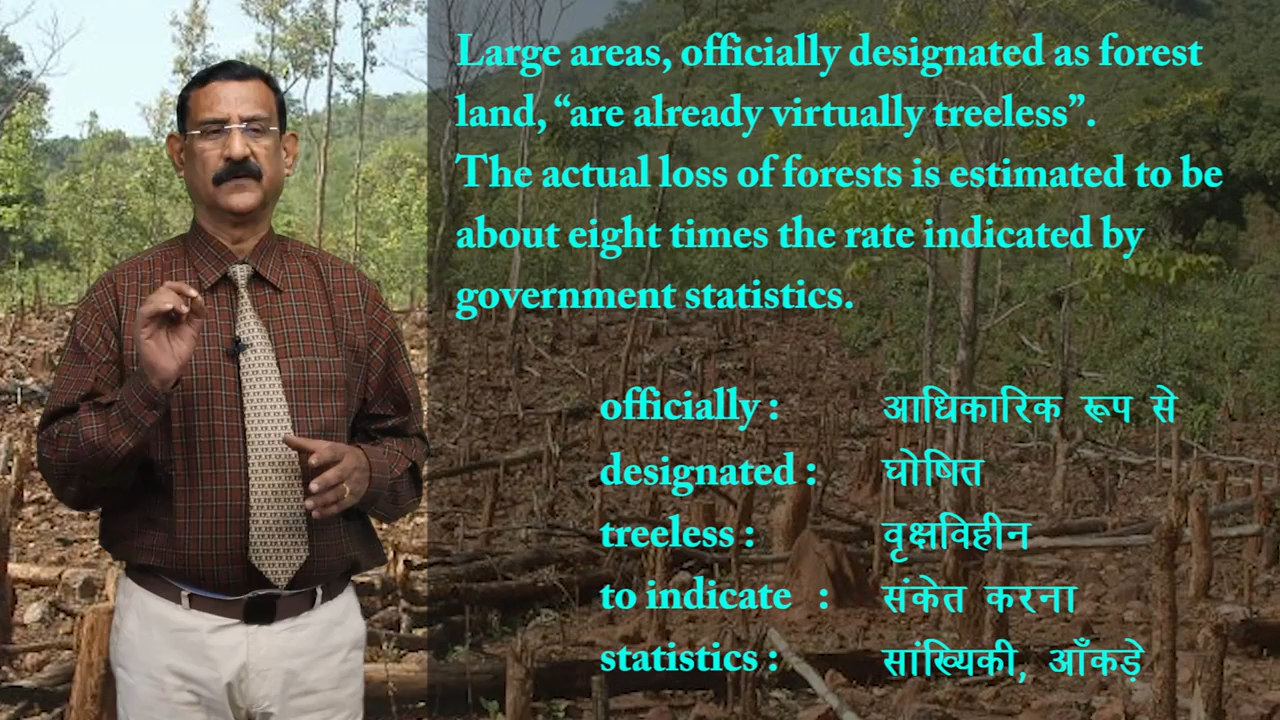 Large areas, officially designated as forest
land, “are already virtually treeless”.
The actual loss of forests is estimated to be
about eight times the rate indicated by
government statistics.
officially : आधिकारिक रूप से
designated : घोषित
treeless : वृक्षविहीन
to indicate : संकेत करना
statistics : सांख्यिकी, आँकड़े